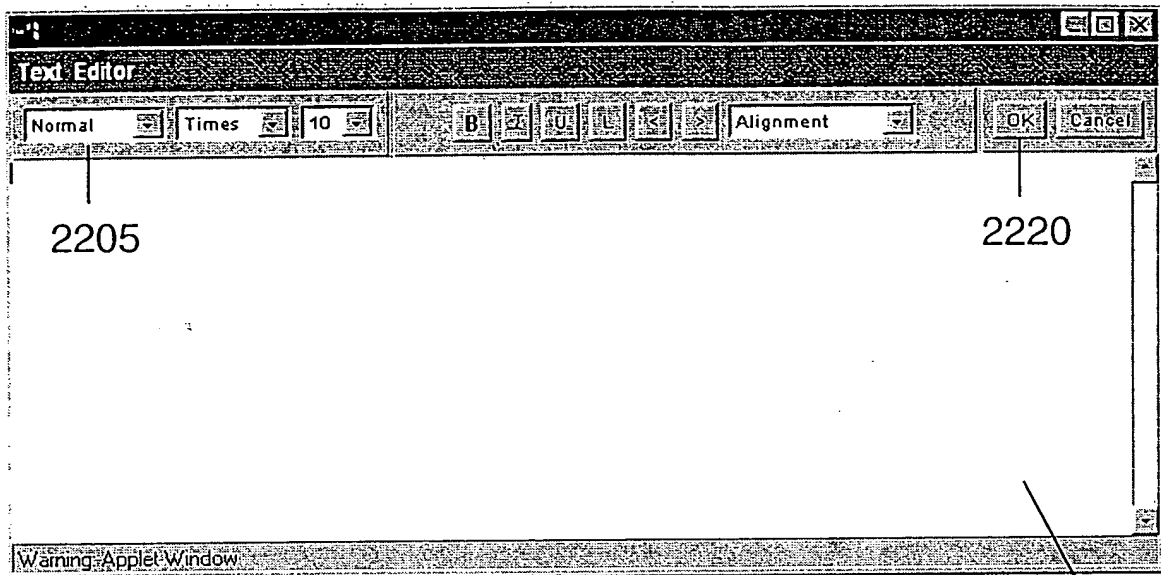 Text Editor
Normal Times 10 B I U L < > Alignment OK Cancel
2205 2220
Warning: Applet Window